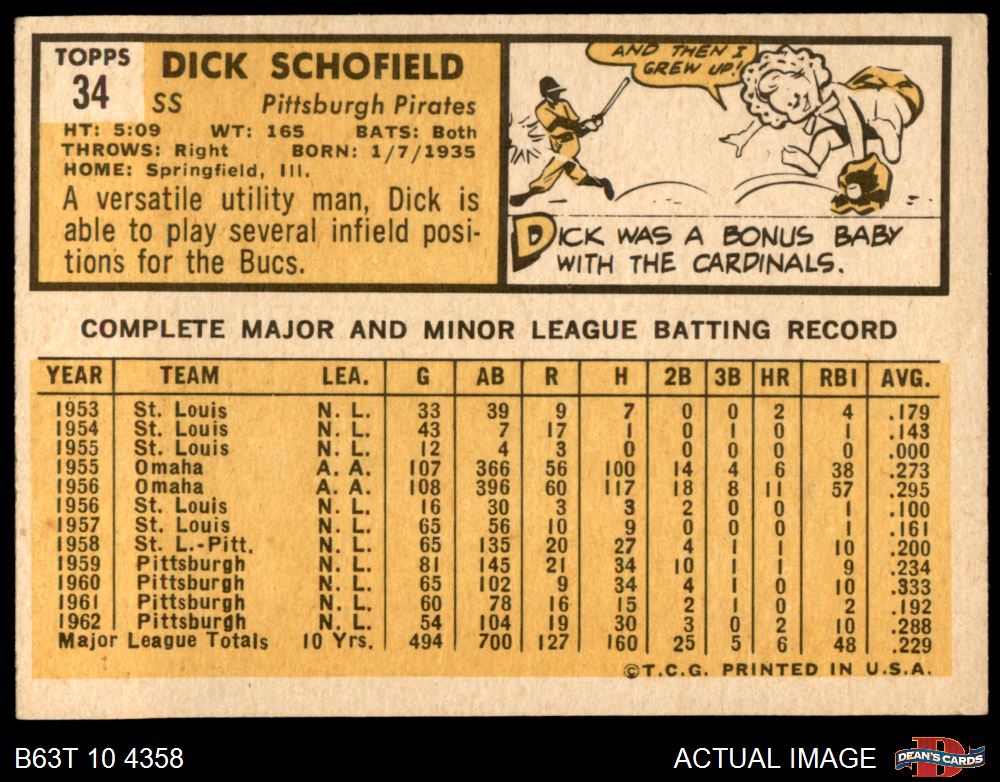 TOPPS
34
DICK SCHOFIELD
SS Pittsburgh Pirates
HT: 5:09 WT: 165 BATS: Both
THROWS: Right BORN: 1/7/1935
HOME: Springfield, Ill.
A versatile utility man, Dick is
able to play several infield posi-
tions for the Bucs.
AND THEN I
GREW UP!
DICK WAS A BONUS BABY
WITH THE CARDINALS.
COMPLETE MAJOR AND MINOR LEAGUE BATTING RECORD
YEAR TEAM LEA. G AB R H 2B 3B HR RBI AVG.
1953 St. Louis N. L. 33 39 9 7 0 0 2 4 .179
1954 St. Louis N. L. 43 7 17 1 0 1 0 1 .143
1955 St. Louis N. L. 12 4 3 0 0 0 0 0 .000
1955 Omaha A. A. 107 366 56 100 14 4 6 38 .273
1956 Omaha A. A. 108 396 60 117 18 8 11 57 .295
1956 St. Louis N. L. 16 30 3 3 2 0 0 1 .100
1957 St. Louis N. L. 65 56 10 9 0 0 0 1 .161
1958 St. L.-Pitt. N. L. 65 135 20 27 4 1 1 10 .200
1959 Pittsburgh N. L. 81 145 21 34 10 1 1 9 .234
1960 Pittsburgh N. L. 65 102 9 34 4 1 0 10 .333
1961 Pittsburgh N. L. 60 78 16 15 2 1 0 2 .192
1962 Pittsburgh N. L. 54 104 19 30 3 0 2 10 .288
Major League Totals 10 Yrs. 494 700 127 160 25 5 6 48 .229
©T.C.G. PRINTED IN U.S.A.
B63T 10 4358
ACTUAL IMAGE
D
DEAN'S CARDS